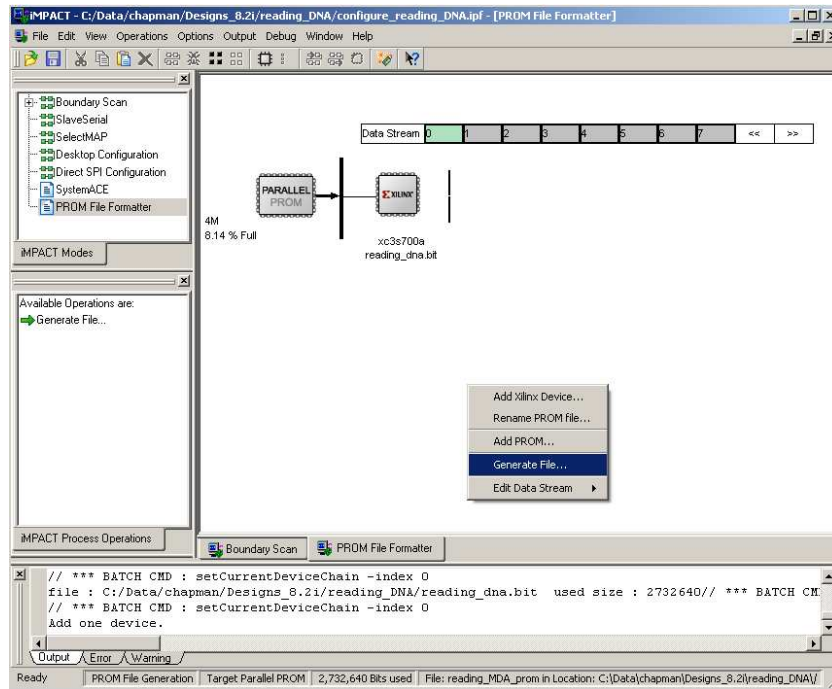 iMPACT - C:/Data/chapman/Designs_8.2i/reading_DNA/configure_reading_DNA.ipf - [PROM File Formatter]
File Edit View Operations Options Output Debug Window Help
Boundary Scan
SlaveSerial
SelectMAP
Desktop Configuration
Direct SPI Configuration
SystemACE
PROM File Formatter
iMPACT Modes
Available Operations are:
Generate File...
iMPACT Process Operations
Data Stream 0 1 2 3 4 5 6 7 << >>
PARALLEL
PROM
XILINX
4M
8.14 % Full
xc3s700a
reading_dna.bit
Add Xilinx Device...
Rename PROM file...
Add PROM...
Generate File...
Edit Data Stream
Boundary Scan PROM File Formatter
// *** BATCH CMD : setCurrentDeviceChain -index 0
file : C:/Data/chapman/Designs_8.2i/reading_DNA/reading_dna.bit used size : 2732640// *** BATCH CM
// *** BATCH CMD : setCurrentDeviceChain -index 0
Add one device.
Output Error Warning
Ready PROM File Generation Target Parallel PROM 2,732,640 Bits used File: reading_MDA_prom in Location: C:\Data\chapman\Designs_8.2i\reading_DNA\/